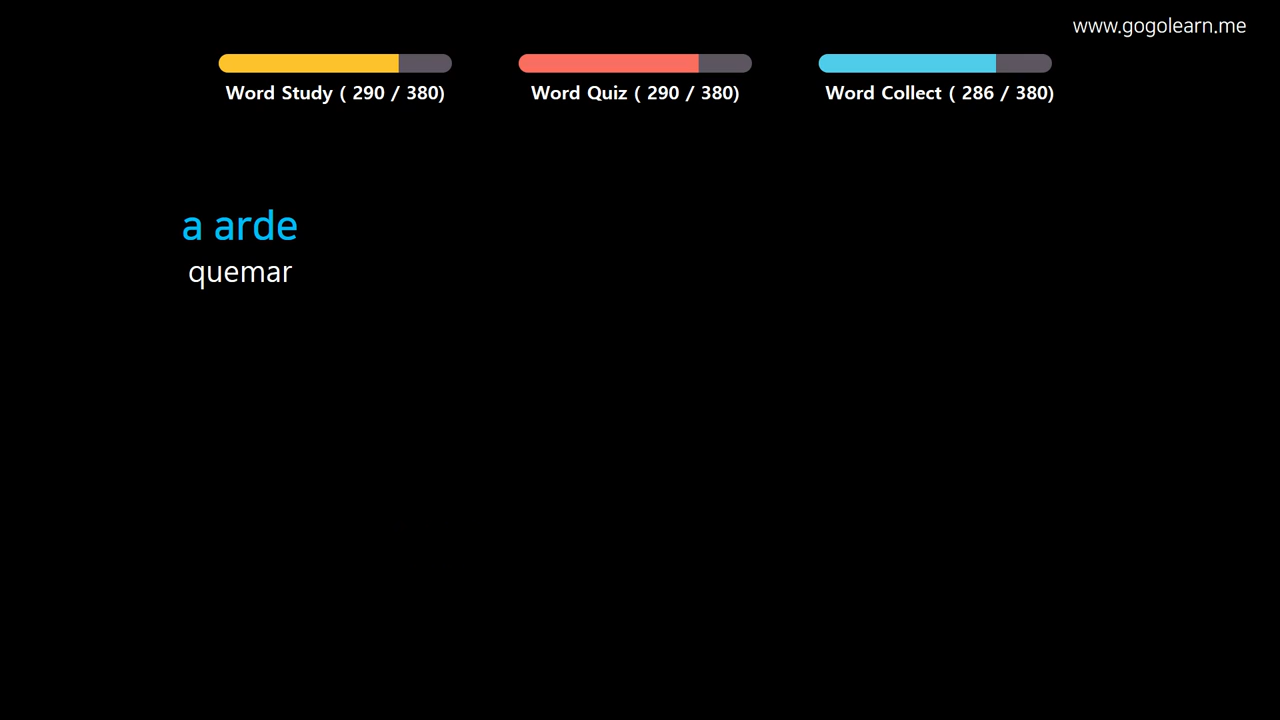 www.gogolearn.me
Word Study ( 290 / 380)
Word Quiz ( 290 / 380)
Word Collect ( 286 / 380)
a arde
quemar